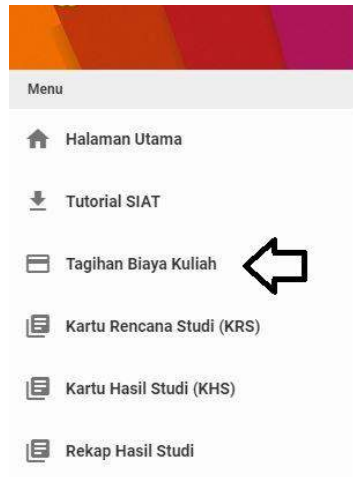 Menu
Halaman Utama
Tutorial SIAT
Tagihan Biaya Kuliah
Kartu Rencana Studi (KRS)
Kartu Hasil Studi (KHS)
Rekap Hasil Studi